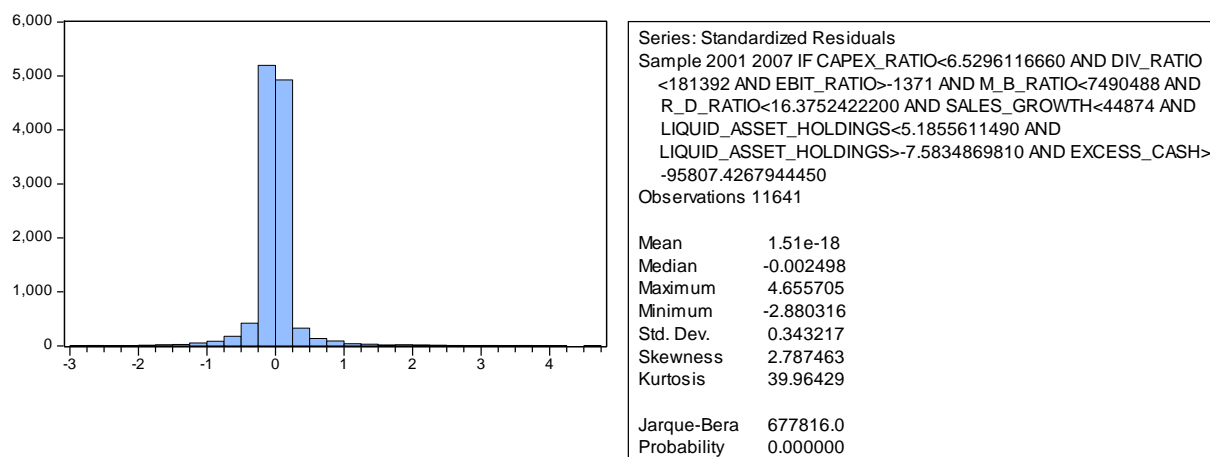 6,000
5,000
4,000
3,000
2,000
1,000
0
-3 -2 -1 0 1 2 3 4
Series: Standardized Residuals
Sample 2001 2007 IF CAPEX_RATIO<6.5296116660 AND DIV_RATIO
<181392 AND EBIT_RATIO>-1371 AND M_B_RATIO<7490488 AND
R_D_RATIO<16.3752422200 AND SALES_GROWTH<44874 AND
LIQUID_ASSET_HOLDINGS<5.1855611490 AND
LIQUID_ASSET_HOLDINGS>-7.5834869810 AND EXCESS_CASH>
-95807.4267944450
Observations 11641
Mean 1.51e-18
Median -0.002498
Maximum 4.655705
Minimum -2.880316
Std. Dev. 0.343217
Skewness 2.787463
Kurtosis 39.96429
Jarque-Bera 677816.0
Probability 0.000000